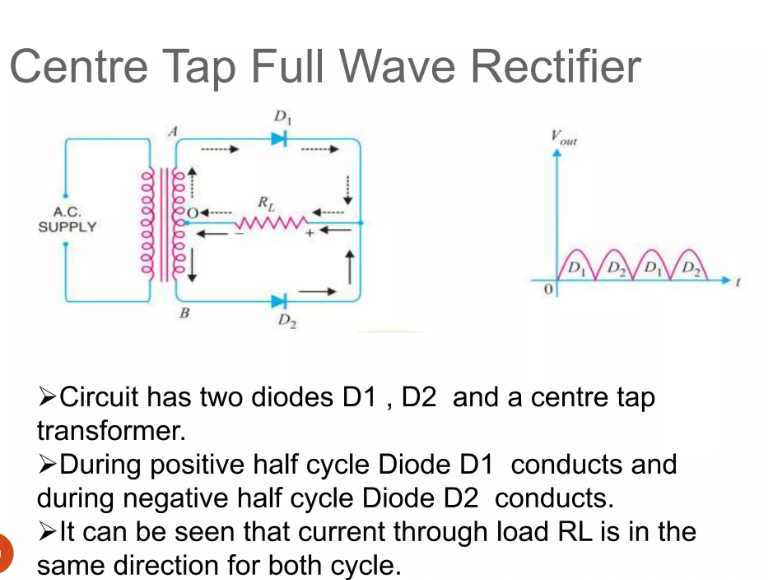 Centre Tap Full Wave Rectifier
D1
A
Vout
A.C.
SUPPLY
O
RL
− +
D1 D2 D1 D2
0
t
B
D2
➢Circuit has two diodes D1 , D2 and a centre tap
transformer.
➢During positive half cycle Diode D1 conducts and
during negative half cycle Diode D2 conducts.
➢It can be seen that current through load RL is in the
same direction for both cycle.